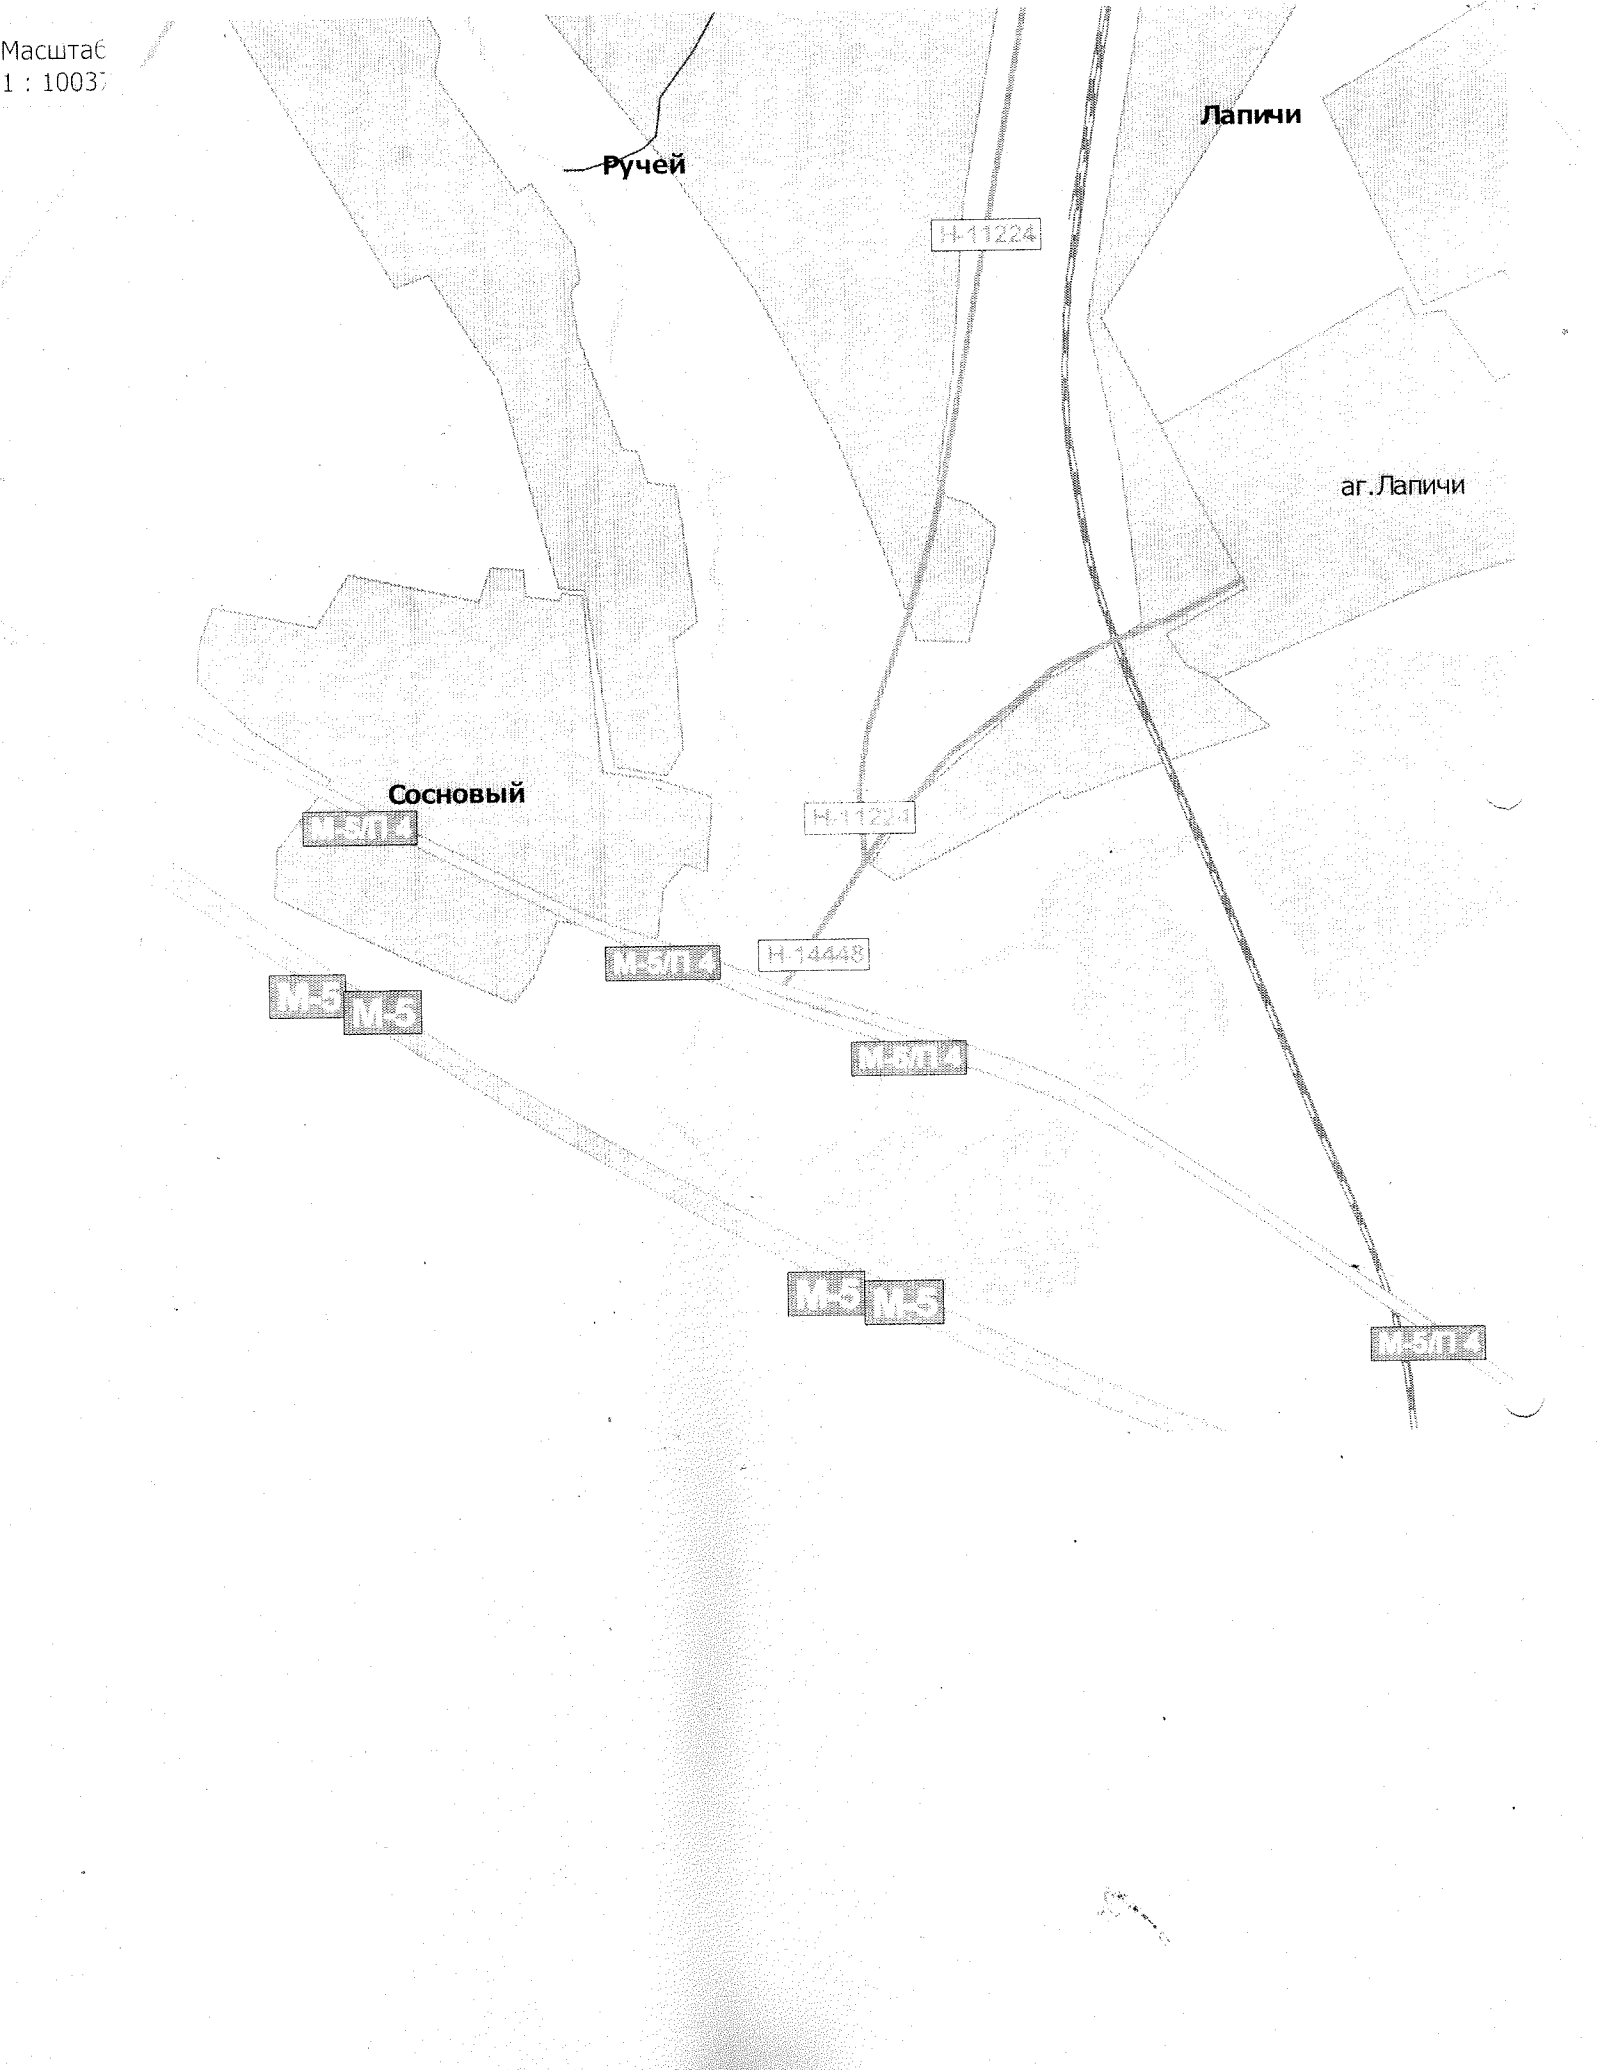 Масштаб
1 : 10037
Лапичи
Ручей
Н-11224
аг.Лапичи
Сосновый
Н-11224
М-5/П 4
Н-14448
М-5/П 4
М-5
М-5
М-5/П 4
М-5
М-5
М-5/П 4